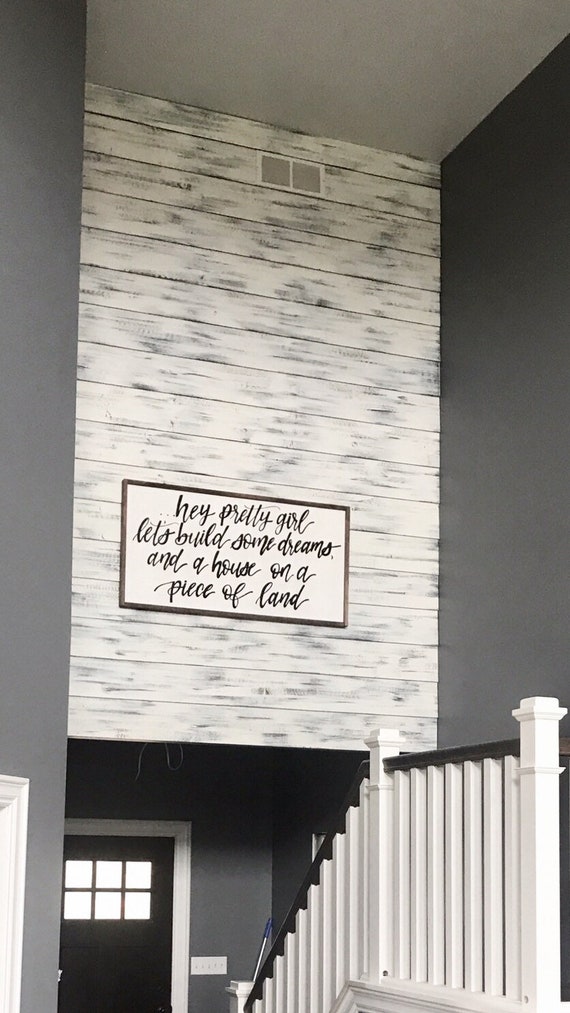 hey pretty girl
lets build some dreams,
and a house on a
piece of land